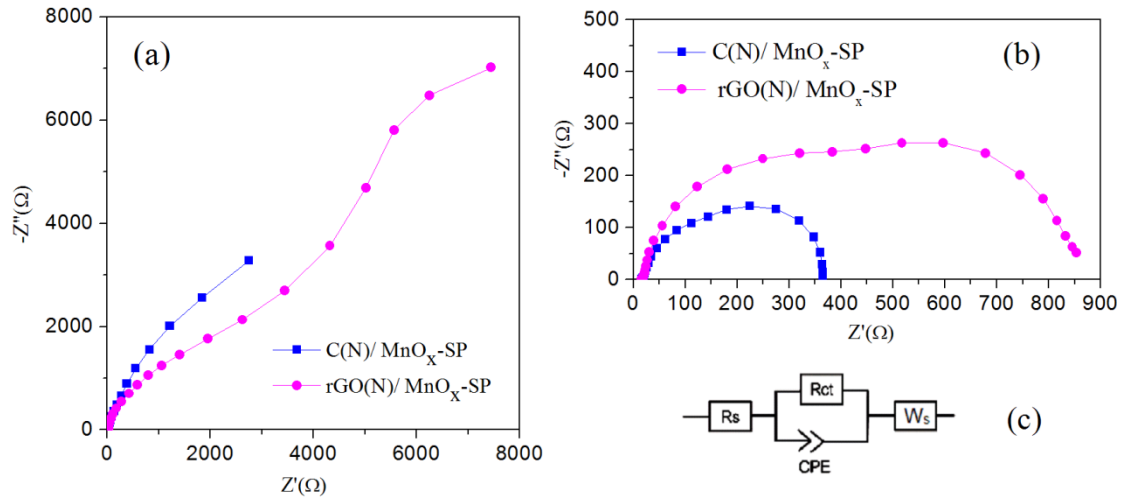 (a)
8000
6000
4000
2000
0
-Z''(Ω)
C(N)/ MnOX-SP
rGO(N)/ MnOX-SP
0 2000 4000 6000 8000
Z'(Ω)
(b)
500
400
300
200
100
0
-Z''(Ω)
C(N)/ MnOx-SP
rGO(N)/ MnOx-SP
0 100 200 300 400 500 600 700 800 900
Z'(Ω)
Rs
Rct
CPE
Ws
(c)